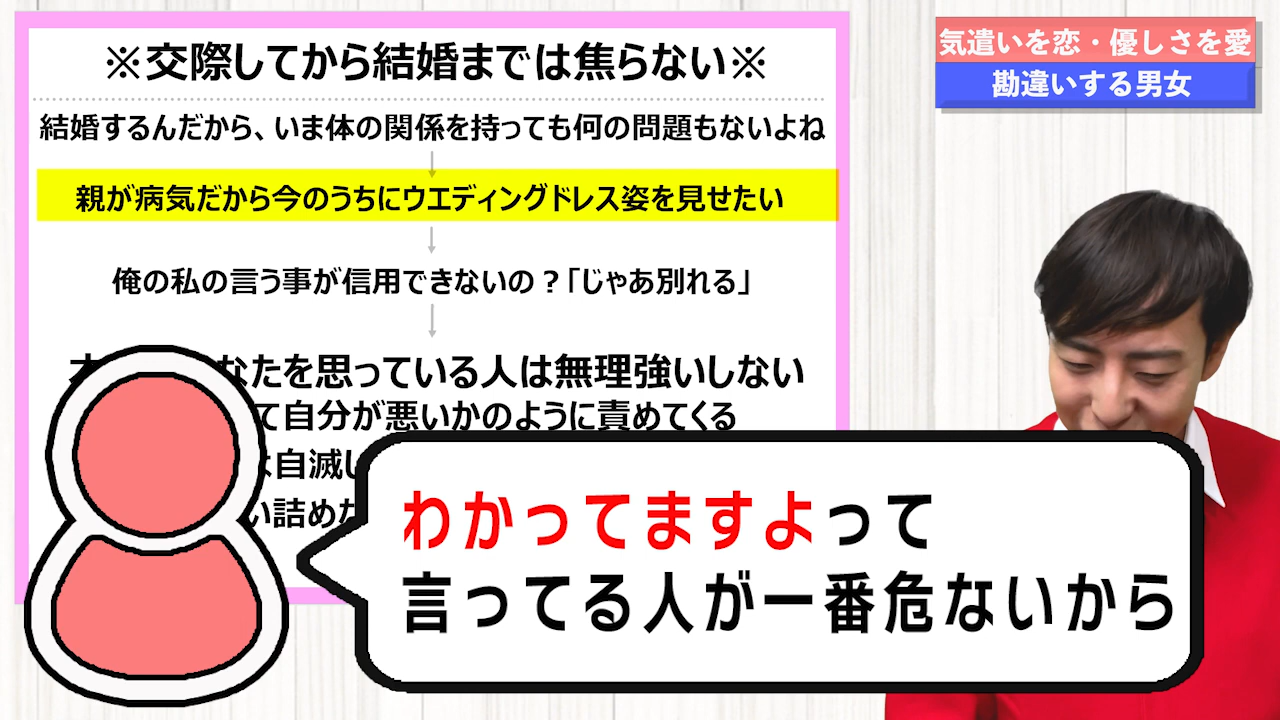 ※交際してから結婚までは焦らない※
結婚するんだから、いま体の関係を持っても何の問題もないよね
親が病気だから今のうちにウエディングドレス姿を見せたい
俺の私の言う事が信用できないの？「じゃあ別れる」
なたを思っている人は無理強いしない
て自分が悪いかのように責めてくる
は自滅し
い詰めな
気遣いを恋・優しさを愛
勘違いする男女
わかってますよって
言ってる人が一番危ないから